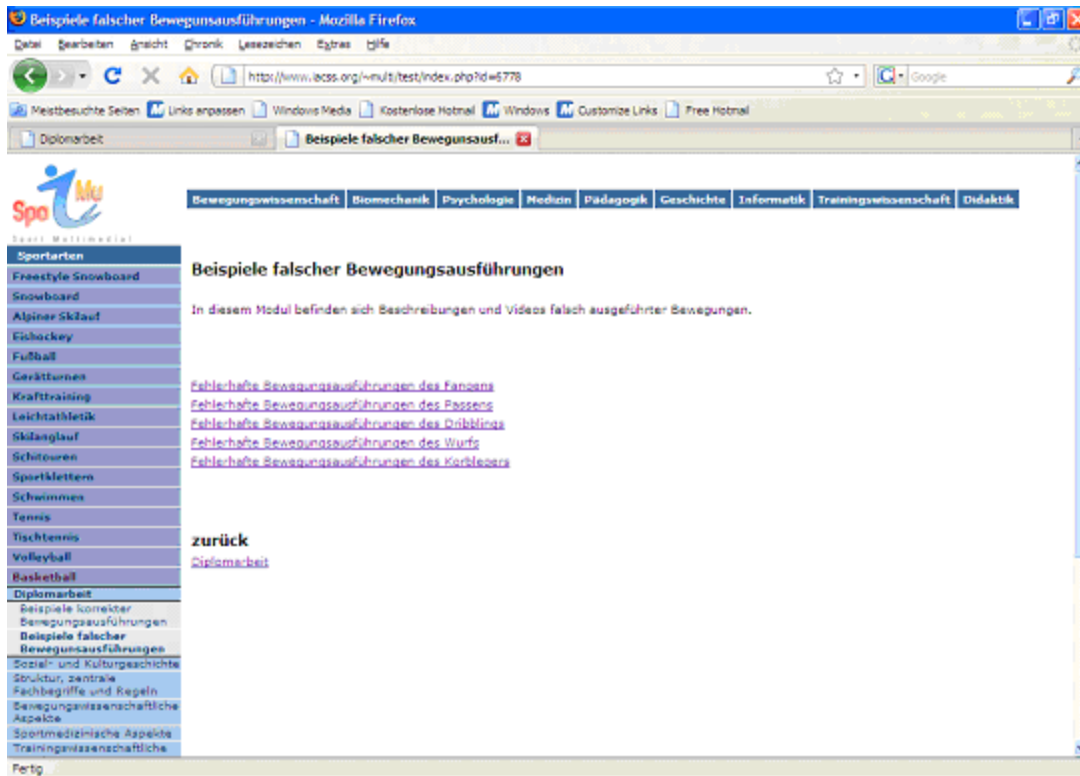 Beispiele falscher Bewegunsausführungen - Mozilla Firefox
Datei Bearbeiten Ansicht Chronik Lesezeichen Extras Hilfe
http://www.iacss.org/~multi/test/index.php?id=6778
Google
Meistbesuchte Seiten Links anpassen Windows Media Kostenlose Hotmail Windows Customize Links Free Hotmail
Diplomarbeit
Beispiele falscher Bewegunsausf...
Spo i Mu
Sport Multimedial
Bewegungswissenschaft Biomechanik Psychologie Medizin Pädagogik Geschichte Informatik Trainingswissenschaft Didaktik
Sportarten
Freestyle Snowboard
Snowboard
Alpiner Skilauf
Eishockey
Fußball
Gerätturnen
Krafttraining
Leichtathletik
Skilanglauf
Schitouren
Sportklettern
Schwimmen
Tennis
Tischtennis
Volleyball
Basketball
Diplomarbeit
Beispiele korrekter
Bewegungsausführungen
Beispiele falscher
Bewegunsausführungen
Sozial- und Kulturgeschichte
Struktur, zentrale
Fachbegriffe und Regeln
Bewegungswissenschaftliche
Aspekte
Sportmedizinische Aspekte
Trainingswissenschaftliche
Beispiele falscher Bewegungsausführungen
In diesem Modul befinden sich Beschreibungen und Videos falsch ausgeführter Bewegungen.
Fehlerhafte Bewegungsausführungen des Fangens
Fehlerhafte Bewegungsausführungen des Passens
Fehlerhafte Bewegungsausführungen des Dribblings
Fehlerhafte Bewegungsausführungen des Wurfs
Fehlerhafte Bewegungsausführungen des Korblegers
zurück
Diplomarbeit
Fertig